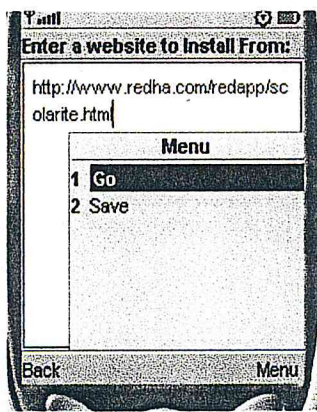 Enter a website to Install From:
http://www.redha.com/redapp/sc
olarite.html
Menu
1 Go
2 Save
Back
Menu